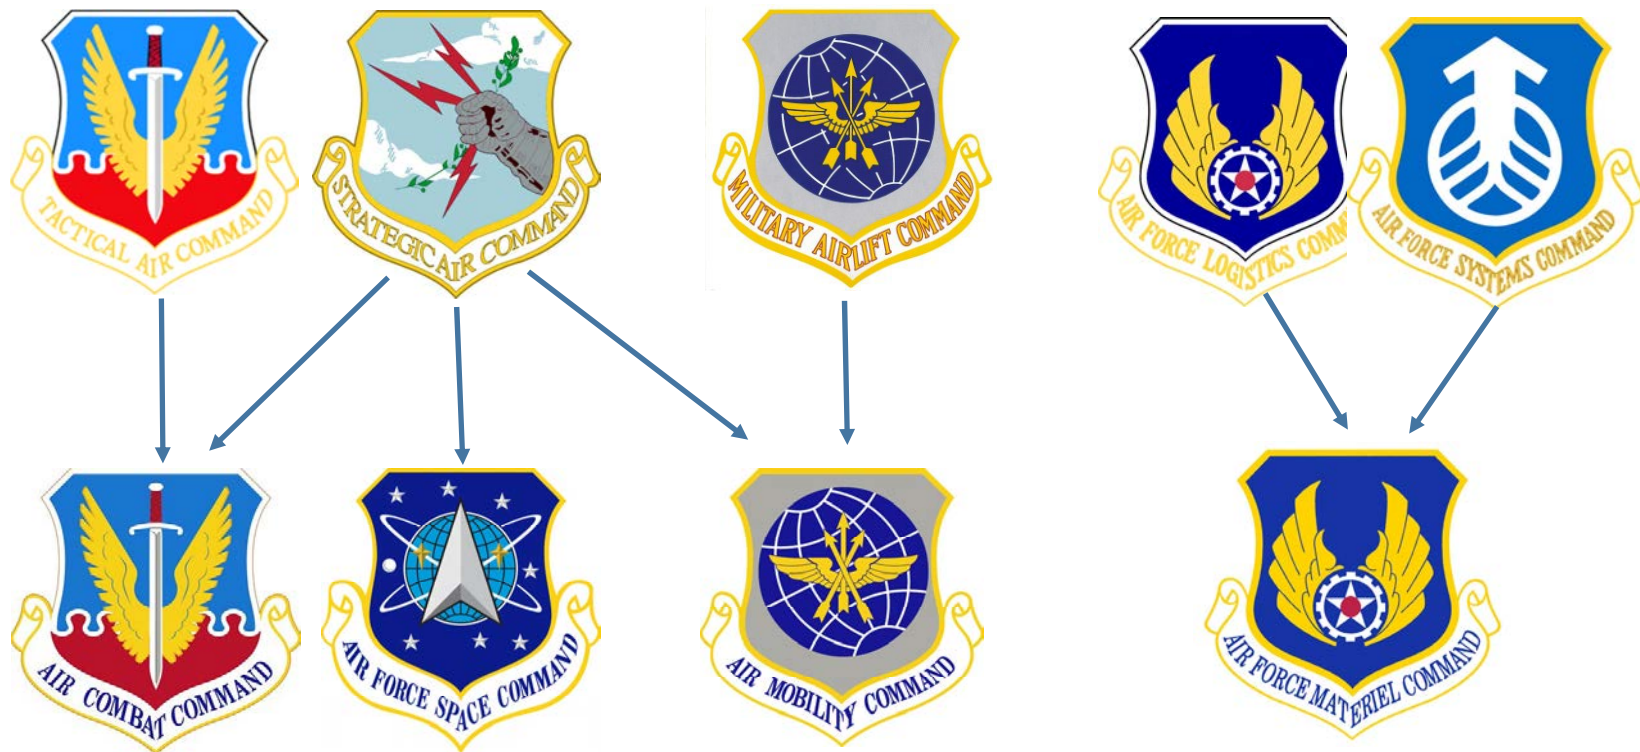 TACTICAL AIR COMMAND
STRATEGIC AIR COMMAND
MILITARY AIRLIFT COMMAND
AIR FORCE LOGISTICS COMM
AIR FORCE SYSTEMS COMMAND
AIR COMBAT COMMAND
AIR FORCE SPACE COMMAND
AIR MOBILITY COMMAND
AIR FORCE MATERIEL COMMAND